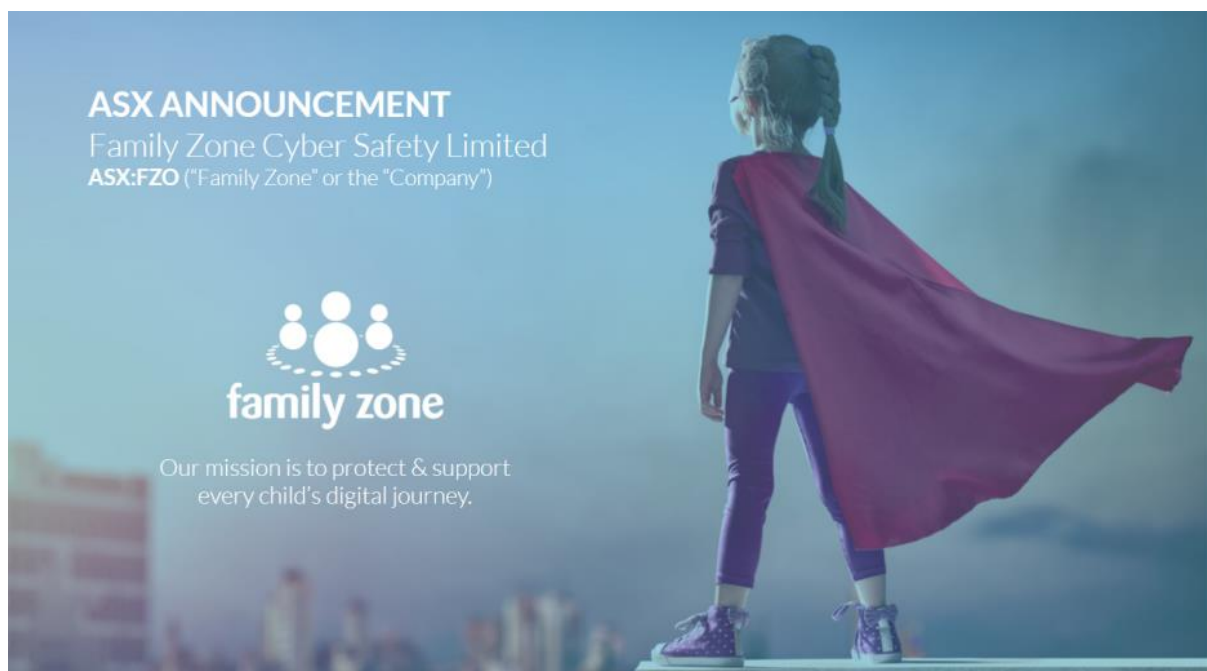 ASX ANNOUNCEMENT
Family Zone Cyber Safety Limited
ASX:FZO ("Family Zone" or the "Company")
family zone
Our mission is to protect & support
every child's digital journey.